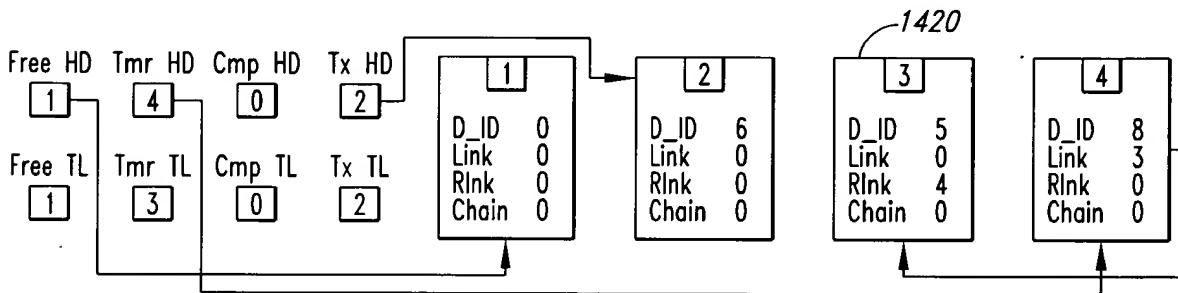 1420
Free HD Tmr HD Cmp HD Tx HD
1 4 0 2
Free TL Tmr TL Cmp TL Tx TL
1 3 0 2
1
D_ID 0
Link 0
Rlnk 0
Chain 0
2
D_ID 6
Link 0
Rlnk 0
Chain 0
3
D_ID 5
Link 0
Rlnk 4
Chain 0
4
D_ID 8
Link 3
Rlnk 0
Chain 0